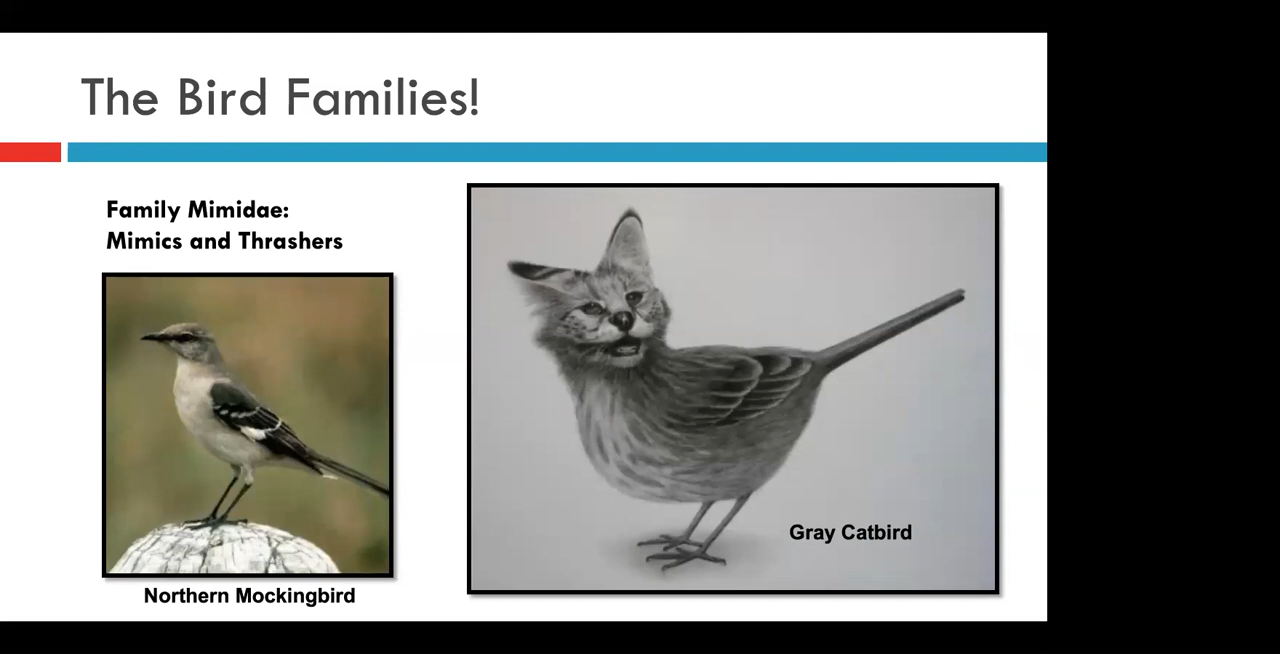 The Bird Families!
Family Mimidae:
Mimics and Thrashers
Northern Mockingbird
Gray Catbird